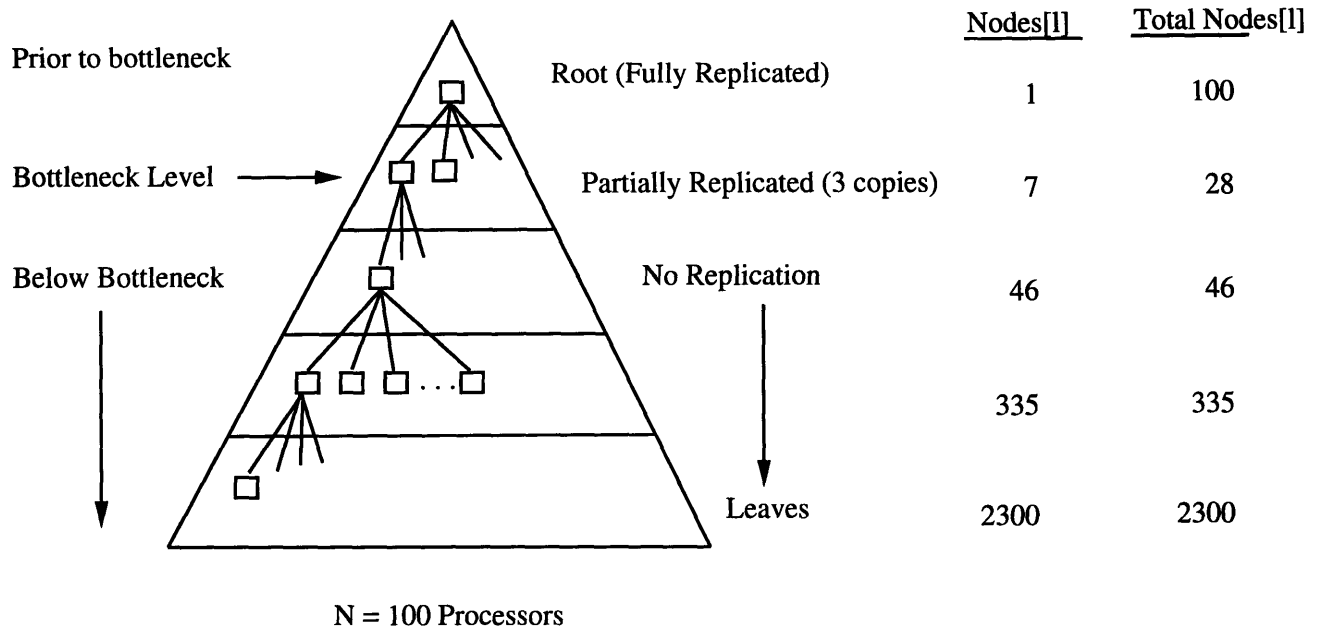 Nodes[l] Total Nodes[l]
Prior to bottleneck Root (Fully Replicated) 1 100
Bottleneck Level Partially Replicated (3 copies) 7 28
Below Bottleneck No Replication 46 46
. . . 335 335
Leaves 2300 2300
N = 100 Processors